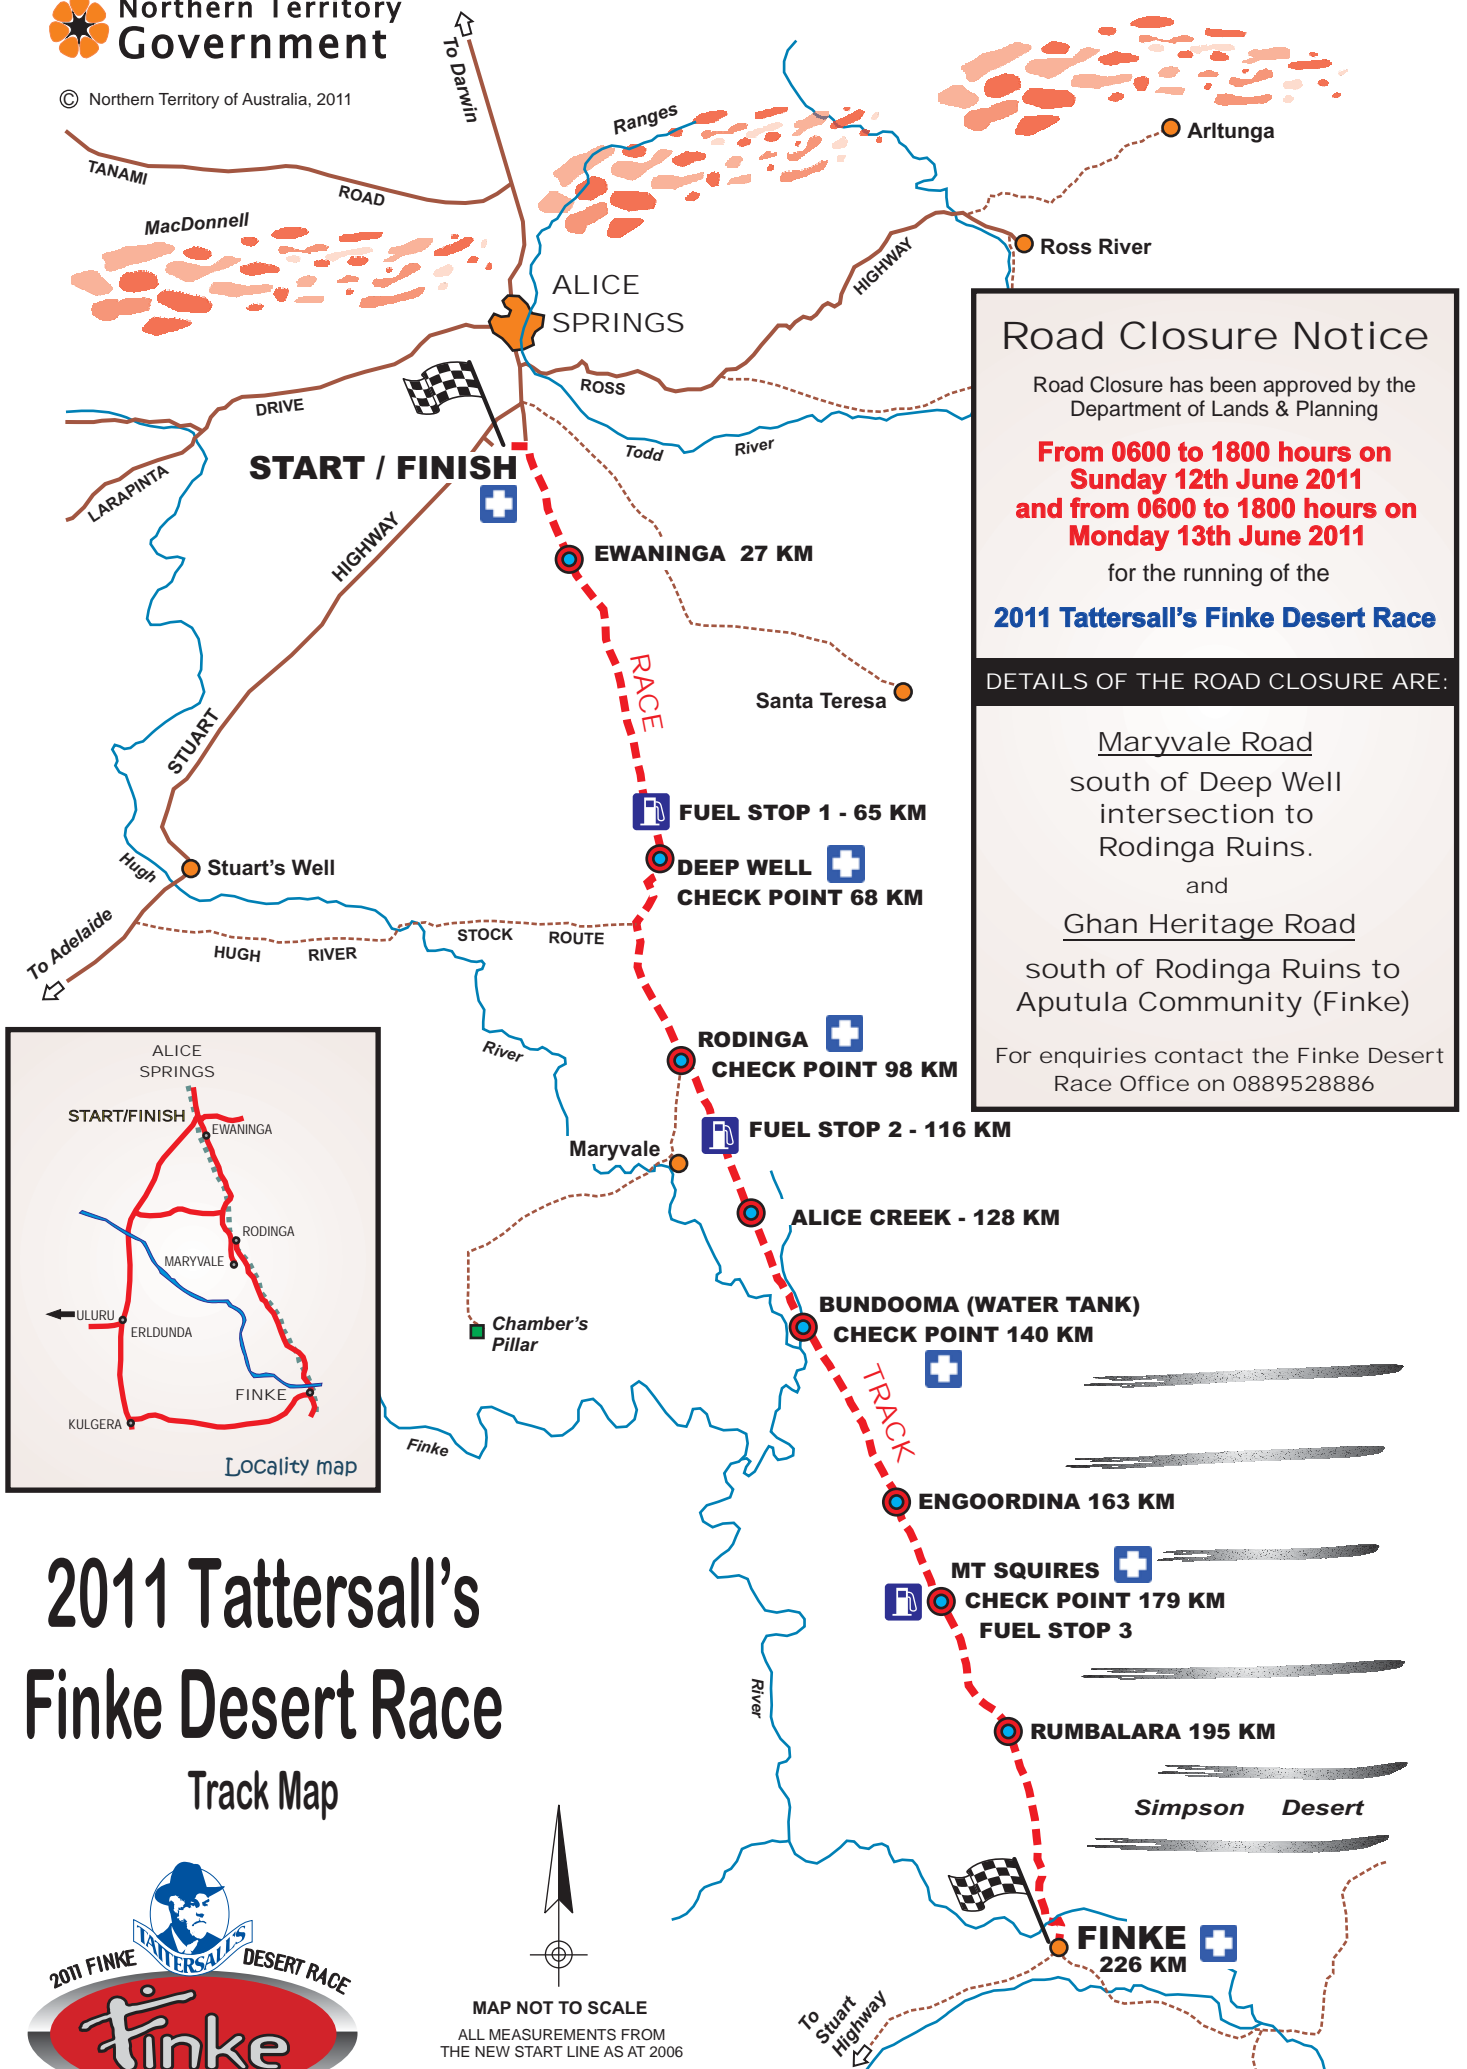 Northern Territory
Government
© Northern Territory of Australia, 2011
To Darwin
TANAMI
ROAD
MacDonnell
Ranges
Arltunga
Ross River
HIGHWAY
ALICE
SPRINGS
ROSS
DRIVE
LARAPINTA
Todd
River
START / FINISH
HIGHWAY
STUART
EWANINGA 27 KM
RACE
Santa Teresa
FUEL STOP 1 - 65 KM
DEEP WELL
CHECK POINT 68 KM
Hugh
Stuart's Well
To Adelaide
HUGH RIVER STOCK ROUTE
River
RODINGA
CHECK POINT 98 KM
FUEL STOP 2 - 116 KM
Maryvale
ALICE CREEK - 128 KM
BUNDOOMA (WATER TANK)
CHECK POINT 140 KM
Chamber's
Pillar
TRACK
Finke
ENGOORDINA 163 KM
MT SQUIRES
CHECK POINT 179 KM
FUEL STOP 3
River
RUMBALARA 195 KM
Simpson Desert
FINKE
226 KM
To
Stuart
Highway
Road Closure Notice
Road Closure has been approved by the
Department of Lands & Planning
From 0600 to 1800 hours on
Sunday 12th June 2011
and from 0600 to 1800 hours on
Monday 13th June 2011
for the running of the
2011 Tattersall's Finke Desert Race
DETAILS OF THE ROAD CLOSURE ARE:
Maryvale Road
south of Deep Well
intersection to
Rodinga Ruins.
and
Ghan Heritage Road
south of Rodinga Ruins to
Aputula Community (Finke)
For enquiries contact the Finke Desert
Race Office on 0889528886
ALICE
SPRINGS
START/FINISH
EWANINGA
RODINGA
MARYVALE
ULURU
ERLDUNDA
FINKE
KULGERA
Locality map
2011 Tattersall's
Finke Desert Race
Track Map
TATTERSALL'S
2011 FINKE DESERT RACE
Finke
MAP NOT TO SCALE
ALL MEASUREMENTS FROM
THE NEW START LINE AS AT 2006